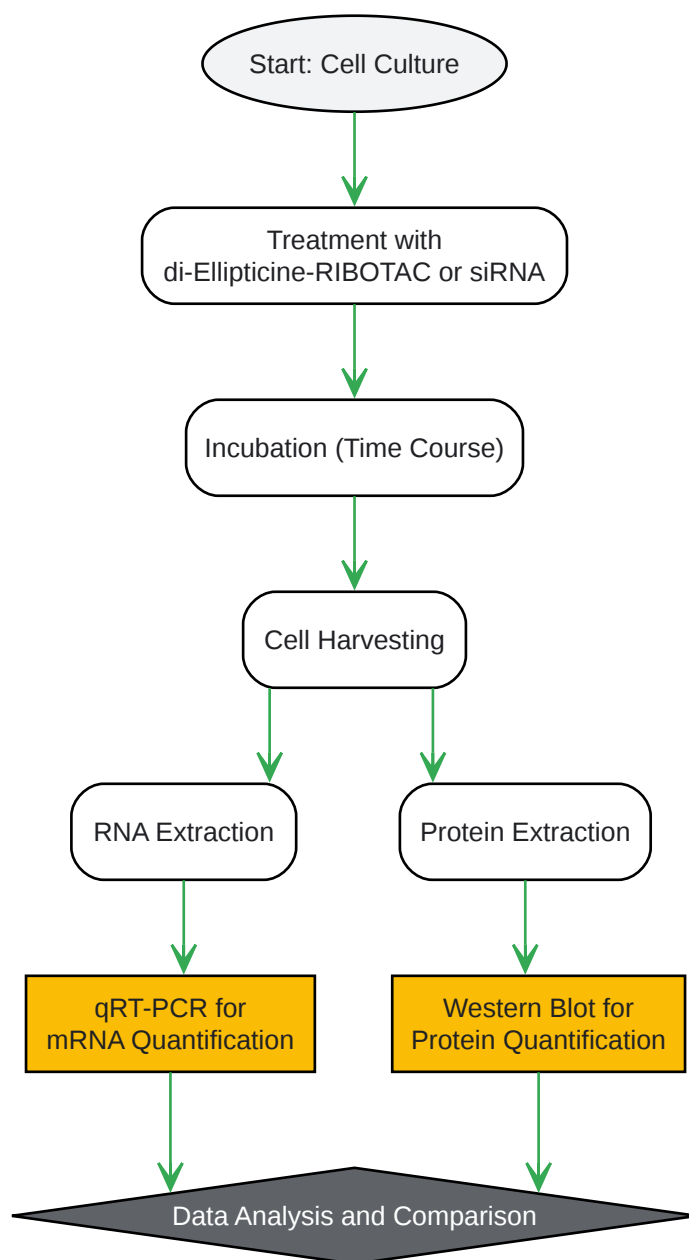 Start: Cell Culture
Treatment with
di-Ellipticine-RIBOTAC or siRNA
Incubation (Time Course)
Cell Harvesting
RNA Extraction
Protein Extraction
qRT-PCR for
mRNA Quantification
Western Blot for
Protein Quantification
Data Analysis and Comparison